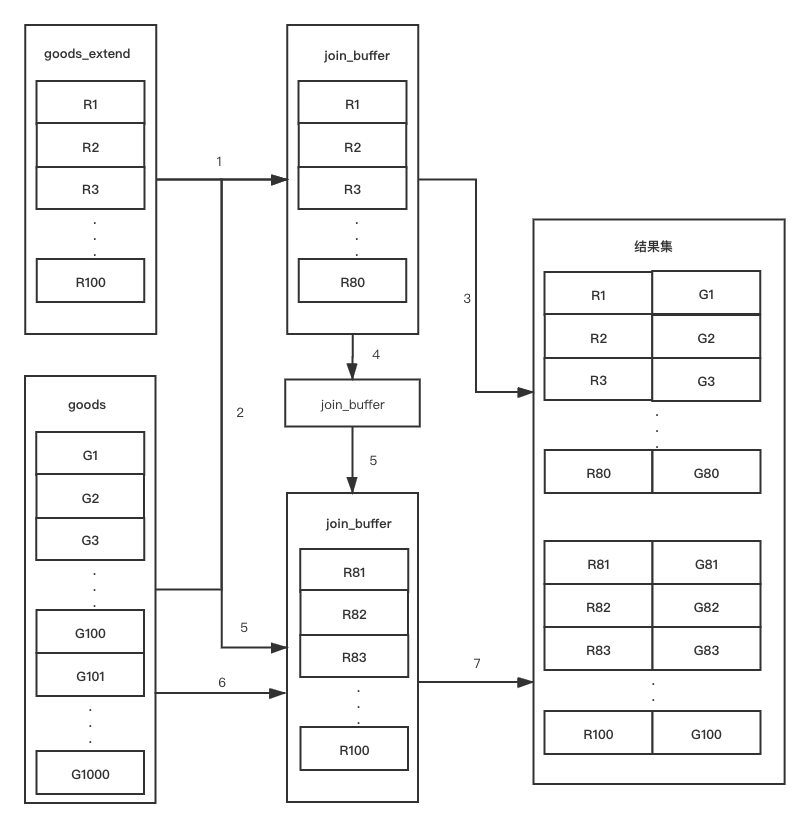 goods_extend
R1
R2
R3
R100
goods
G1
G2
G3
G100
G101
G1000
1
2
5
6
join_buffer
R1
R2
R3
R80
4
join_buffer
5
join_buffer
R81
R82
R83
R100
3
7
结果集
R1 G1
R2 G2
R3 G3
R80 G80
R81 G81
R82 G82
R83 G83
R100 G100